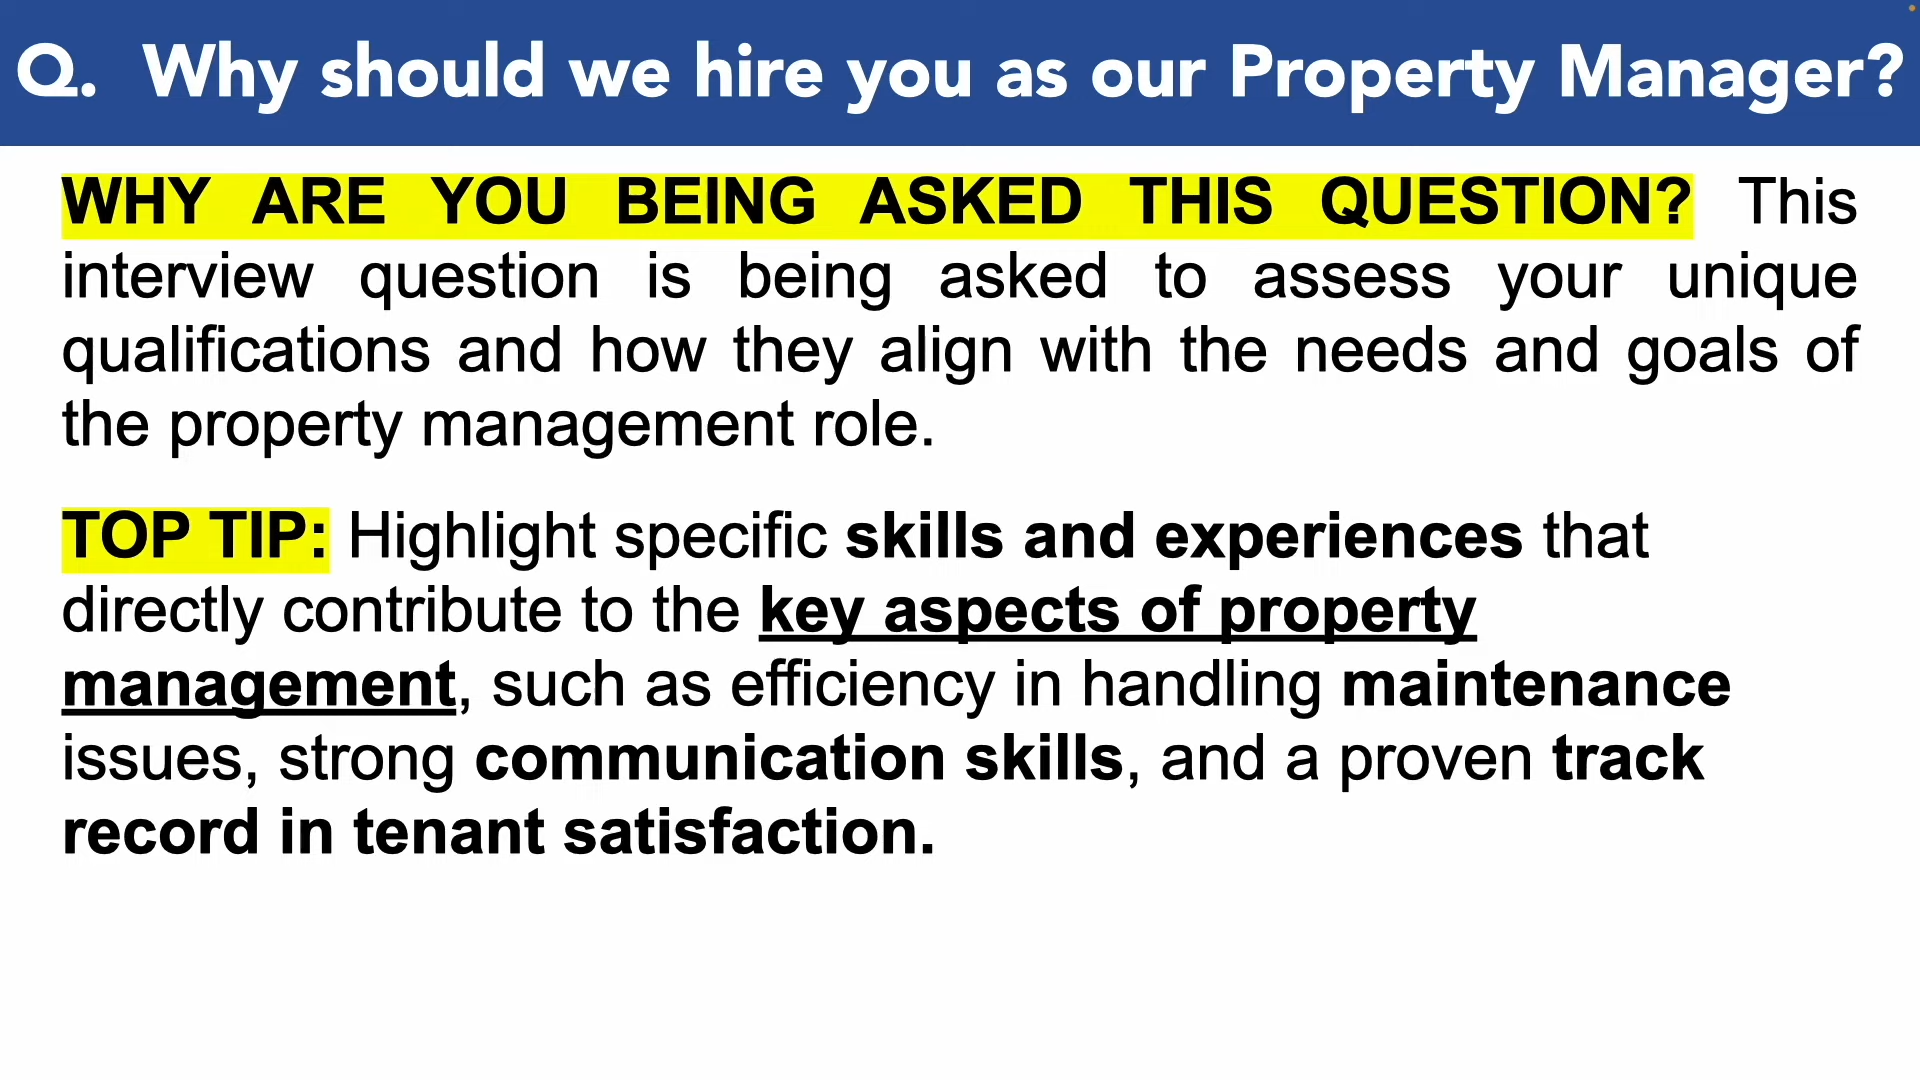 Q. Why should we hire you as our Property Manager?
WHY ARE YOU BEING ASKED THIS QUESTION? This
interview question is being asked to assess your unique
qualifications and how they align with the needs and goals of
the property management role.
TOP TIP: Highlight specific skills and experiences that
directly contribute to the key aspects of property
management, such as efficiency in handling maintenance
issues, strong communication skills, and a proven track
record in tenant satisfaction.